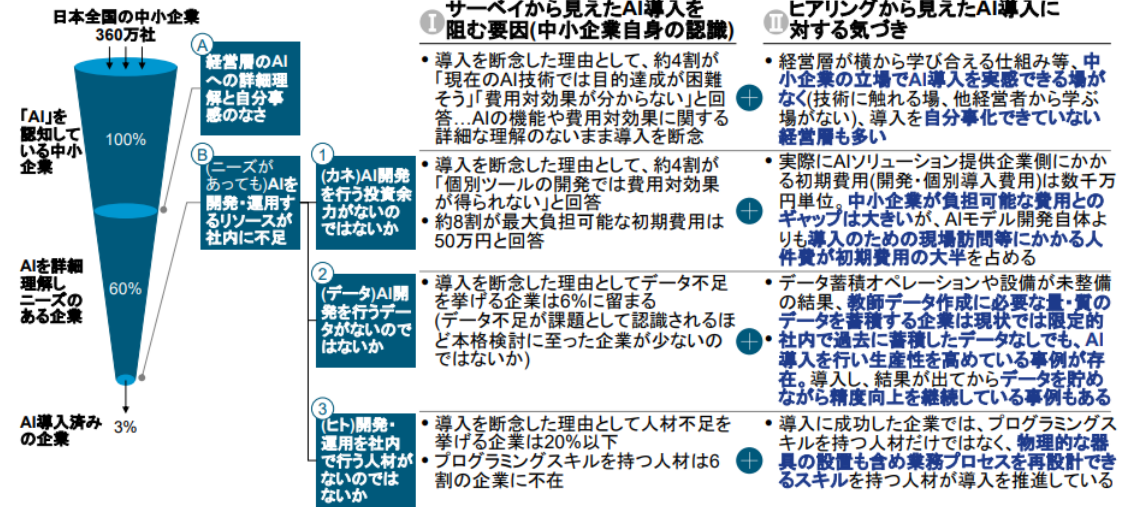 日本全国の中小企業
360万社
「AI」を
認知して
いる中小
企業
100%
AIを詳細
理解し
ニーズの
ある企業
60%
AI導入済み
の企業
3%
A
経営層のAI
への詳細理
解と自分事
感のなさ
B
(ニーズが
あっても)AIを
開発・運用す
るリソースが
社内に不足
1
(カネ)AI開発
を行う投資余
力がないの
ではないか
2
(データ)AI開
発を行うデー
タがないので
はないか
3
(ヒト)開発・
運用を社内
で行う人材が
ないのでは
ないか
I
サーベイから見えたAI導入を
阻む要因(中小企業自身の認識)
• 導入を断念した理由として、約4割が
「現在のAI技術では目的達成が困難
そう」「費用対効果が分からない」と回
答…AIの機能や費用対効果に関する
詳細な理解のないまま導入を断念
• 導入を断念した理由として、約4割が
「個別ツールの開発では費用対効果
が得られない」と回答
• 約8割が最大負担可能な初期費用は
50万円と回答
• 導入を断念した理由としてデータ不足
を挙げる企業は6%に留まる
(データ不足が課題として認識されるほ
ど本格検討に至った企業が少ないの
ではないか)
• 導入を断念した理由として人材不足を
挙げる企業は20%以下
• プログラミングスキルを持つ人材は6
割の企業に不在
II
ヒアリングから見えたAI導入に
対する気づき
• 経営層が横から学び合える仕組み等、中
小企業の立場でAI導入を実感できる場が
なく(技術に触れる場、他経営者から学ぶ
場がない)、導入を自分事化できていない
経営層も多い
• 実際にAIソリューション提供企業側にかか
る初期費用(開発・個別導入費用)は数千万
円単位。中小企業が負担可能な費用との
ギャップは大きいが、AIモデル開発自体よ
りも導入のための現場訪問等にかかる人
件費が初期費用の大半を占める
• データ蓄積オペレーションや設備が未整備
の結果、教師データ作成に必要な量・質の
データを蓄積する企業は現状では限定的
• 社内で過去に蓄積したデータなしでも、AI
導入を行い生産性を高めている事例が存
在。導入し、結果が出てからデータを貯め
ながら精度向上を継続している事例もある
• 導入に成功した企業では、プログラミングス
キルを持つ人材だけではなく、物理的な器
具の設置も含め業務プロセスを再設計でき
るスキルを持つ人材が導入を推進している